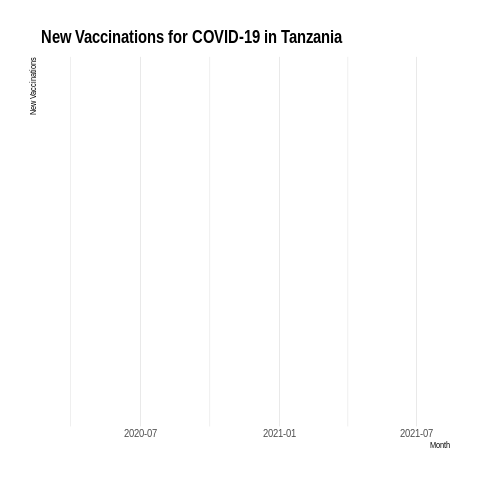 New Vaccinations for COVID-19 in Tanzania
New Vaccinations
2020-07
2021-01
2021-07
Month